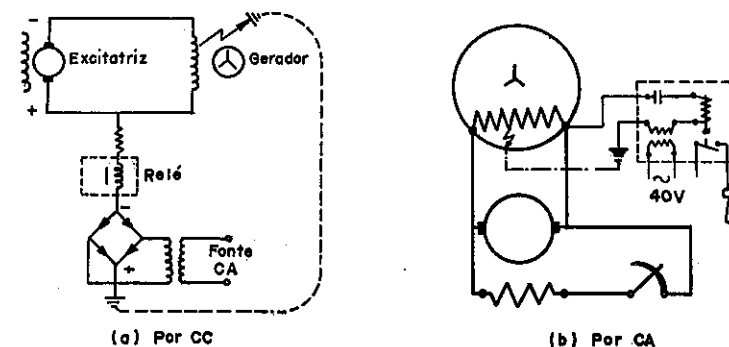 −
Excitatriz
Gerador
+
Relé
−
+
Fonte
CA
(a) Por CC
40V
(b) Por CA